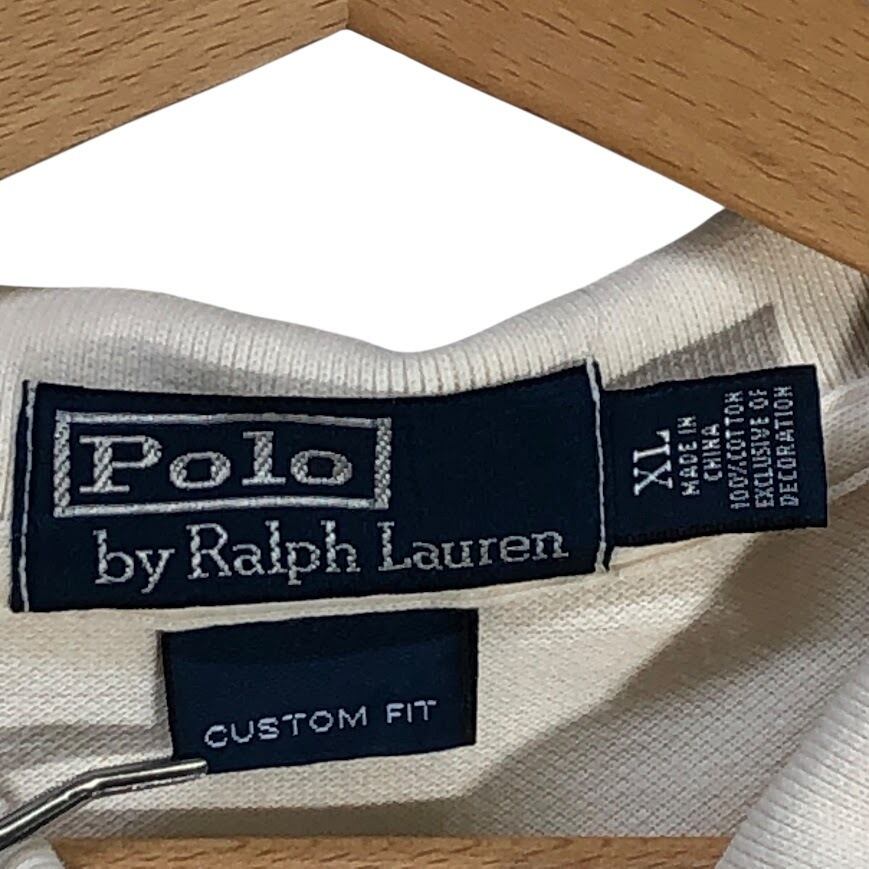 Polo
by Ralph Lauren
XL
MADE IN
CHINA
100% COTTON
EXCLUSIVE OF
DECORATION
CUSTOM FIT